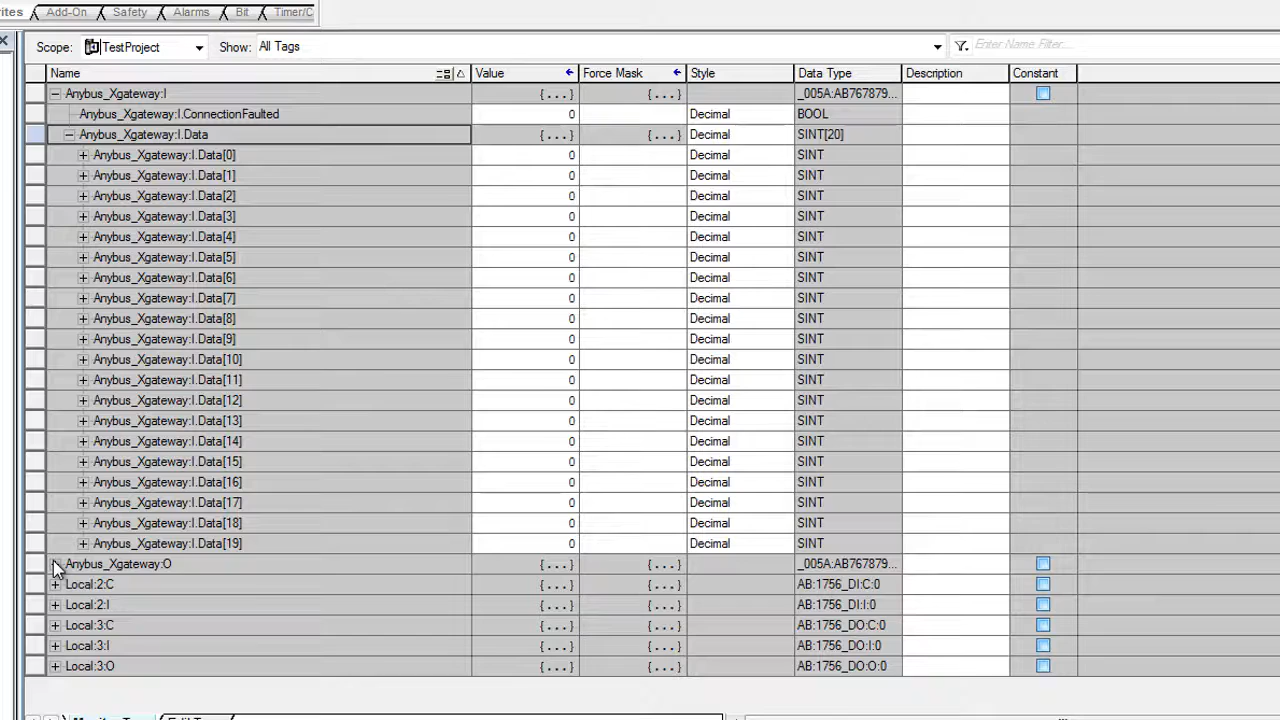 rites Add-On Safety Alarms Bit Timer/C
Scope: TestProject Show: All Tags Enter Name Filter...
Name Value Force Mask Style Data Type Description Constant
Anybus_Xgateway:I {...} {...} _005A:AB767879...
Anybus_Xgateway:I.ConnectionFaulted 0 Decimal BOOL
Anybus_Xgateway:I.Data {...} {...} Decimal SINT[20]
Anybus_Xgateway:I.Data[0] 0 Decimal SINT
Anybus_Xgateway:I.Data[1] 0 Decimal SINT
Anybus_Xgateway:I.Data[2] 0 Decimal SINT
Anybus_Xgateway:I.Data[3] 0 Decimal SINT
Anybus_Xgateway:I.Data[4] 0 Decimal SINT
Anybus_Xgateway:I.Data[5] 0 Decimal SINT
Anybus_Xgateway:I.Data[6] 0 Decimal SINT
Anybus_Xgateway:I.Data[7] 0 Decimal SINT
Anybus_Xgateway:I.Data[8] 0 Decimal SINT
Anybus_Xgateway:I.Data[9] 0 Decimal SINT
Anybus_Xgateway:I.Data[10] 0 Decimal SINT
Anybus_Xgateway:I.Data[11] 0 Decimal SINT
Anybus_Xgateway:I.Data[12] 0 Decimal SINT
Anybus_Xgateway:I.Data[13] 0 Decimal SINT
Anybus_Xgateway:I.Data[14] 0 Decimal SINT
Anybus_Xgateway:I.Data[15] 0 Decimal SINT
Anybus_Xgateway:I.Data[16] 0 Decimal SINT
Anybus_Xgateway:I.Data[17] 0 Decimal SINT
Anybus_Xgateway:I.Data[18] 0 Decimal SINT
Anybus_Xgateway:I.Data[19] 0 Decimal SINT
Anybus_Xgateway:O {...} {...} _005A:AB767879...
Local:2:C {...} {...} AB:1756_DI:C:0
Local:2:I {...} {...} AB:1756_DI:I:0
Local:3:C {...} {...} AB:1756_DO:C:0
Local:3:I {...} {...} AB:1756_DO:I:0
Local:3:O {...} {...} AB:1756_DO:O:0